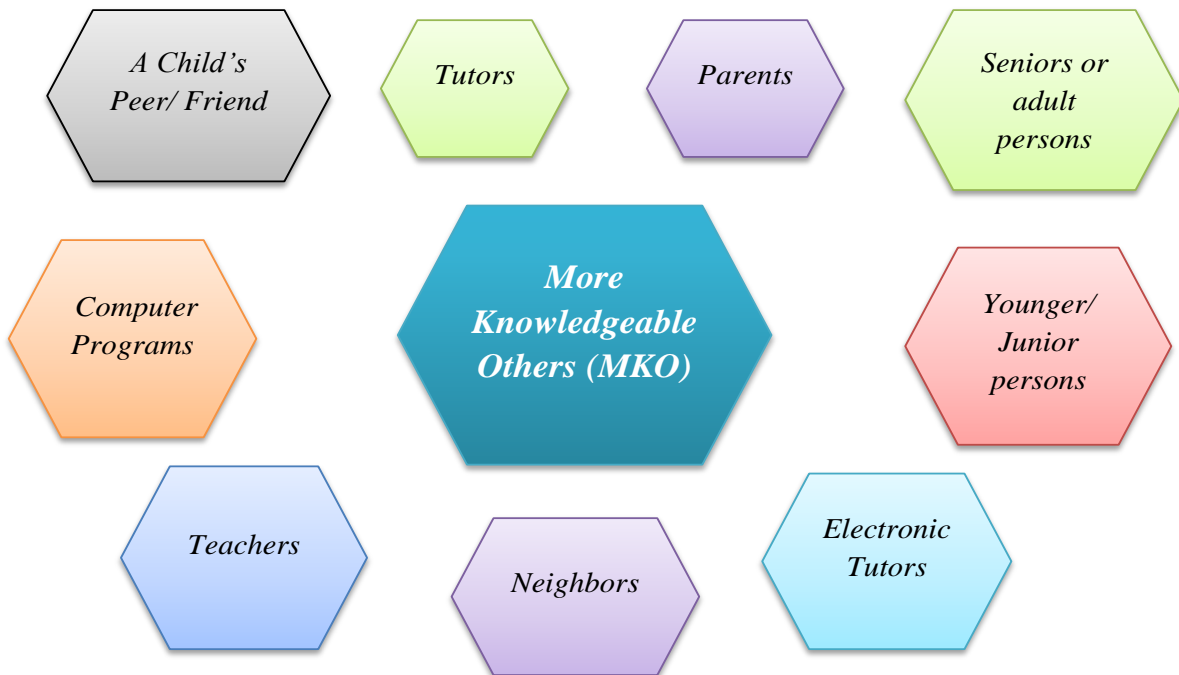 A Child’s
Peer/ Friend
Tutors
Parents
Seniors or
adult
persons
Computer
Programs
More
Knowledgeable
Others (MKO)
Younger/
Junior
persons
Teachers
Neighbors
Electronic
Tutors